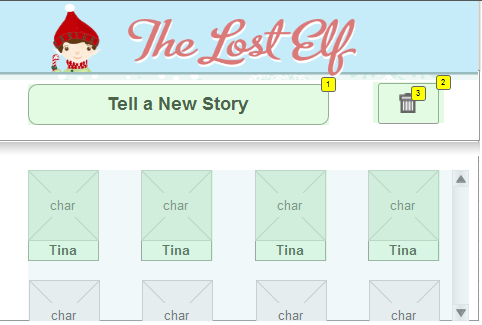 The Lost Elf
Tell a New Story
1
2
3
char char char char
Tina Tina Tina Tina
char char char char